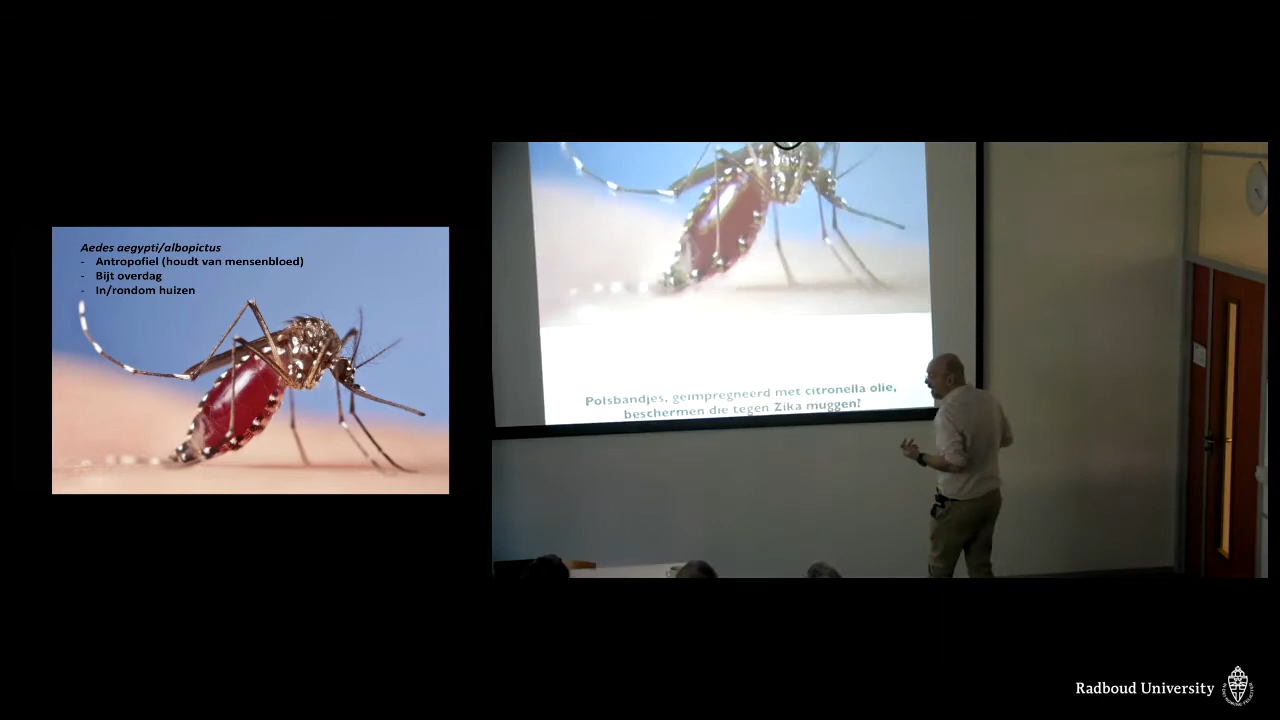 Aedes aegypti/albopictus
- Antropofiel (houdt van mensenbloed)
- Bijt overdag
- In/rondom huizen
Polsbandjes, geïmpregneerd met citronella olie,
beschermen die tegen Zika muggen?
Radboud University